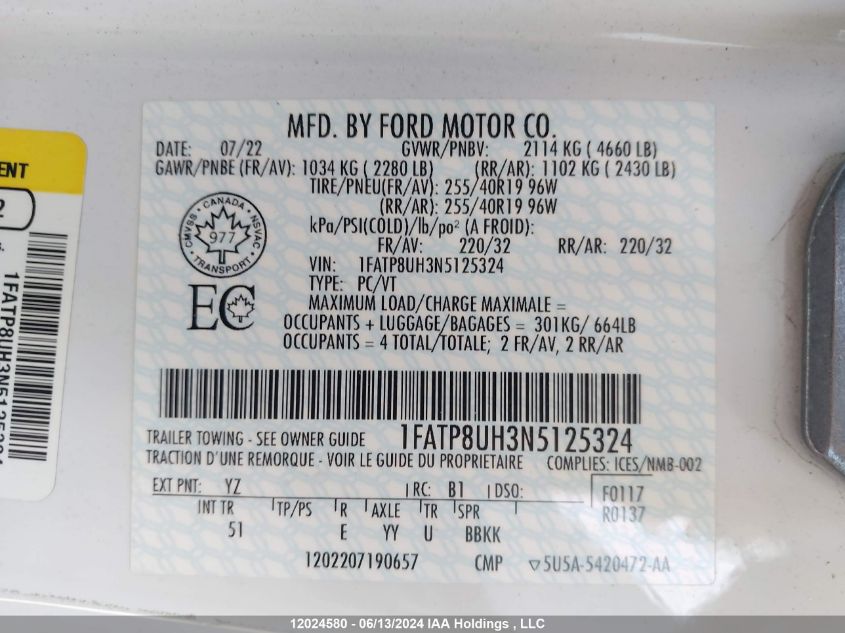 MFD. BY FORD MOTOR CO.
DATE: 07/22 GVWR/PNBV: 2114 KG ( 4660 LB)
GAWR/PNBE (FR/AV): 1034 KG ( 2280 LB) (RR/AR): 1102 KG ( 2430 LB)
TIRE/PNEU(FR/AV): 255/40R19 96W
(RR/AR): 255/40R19 96W
kPa/PSI(COLD)/lb/po² (A FROID):
FR/AV: 220/32 RR/AR: 220/32
VIN: 1FATP8UH3N5125324
TYPE: PC/VT
MAXIMUM LOAD/CHARGE MAXIMALE =
OCCUPANTS + LUGGAGE/BAGAGES = 301KG/ 664LB
OCCUPANTS = 4 TOTAL/TOTALE; 2 FR/AV, 2 RR/AR
CANADA
CMVSS NSVAC
977
TRANSPORT
EC
TRAILER TOWING - SEE OWNER GUIDE 1FATP8UH3N5125324
TRACTION D'UNE REMORQUE - VOIR LE GUIDE DU PROPRIETAIRE COMPLIES: ICES/NMB-002
EXT PNT: YZ RC: B1 DSO: F0117
INT TR TP/PS R AXLE TR SPR R0137
51 E YY U BBKK
1202207190657 CMP ▽5U5A-5420472-AA
ENT
2
1FATP8UH3N5125324
12024580 - 06/13/2024 IAA Holdings , LLC